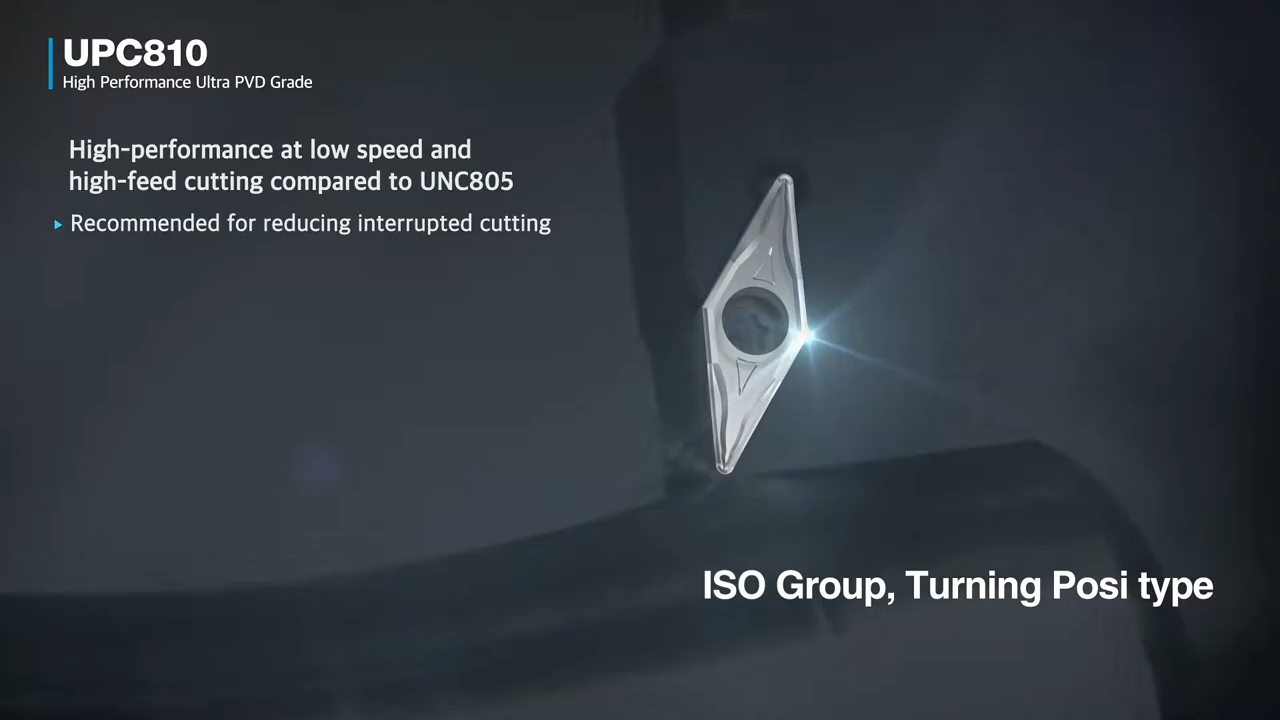 UPC810
High Performance Ultra PVD Grade
High-performance at low speed and
high-feed cutting compared to UNC805
Recommended for reducing interrupted cutting
ISO Group, Turning Posi type